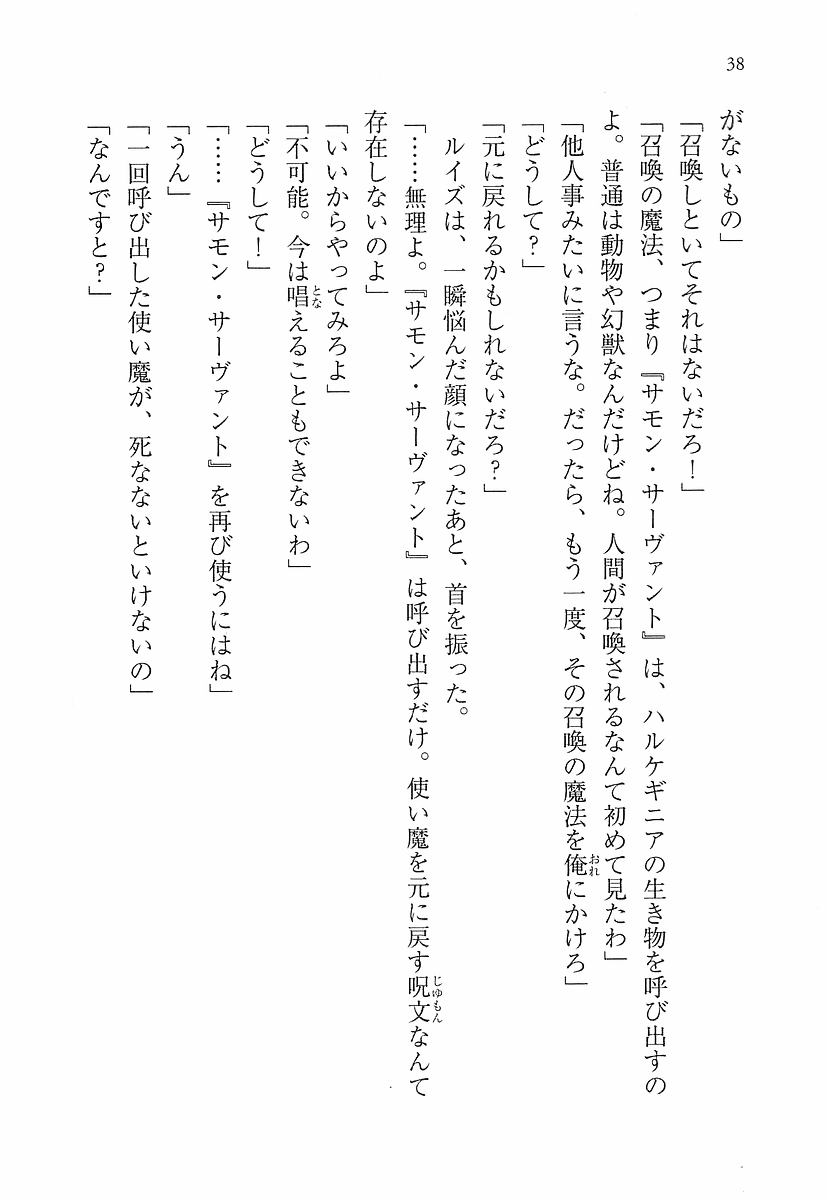 38
がないもの」
「召喚しといてそれはないだろ！」
「召喚の魔法、つまり『サモン・サーヴァント』は、ハルケギニアの生き物を呼び出すの
よ。普通は動物や幻獣なんだけどね。人間が召喚されるなんて初めて見たわ」
「他人事みたいに言うな。だったら、もう一度、その召喚の魔法を俺にかけろ」
「どうして？」
「元に戻れるかもしれないだろ？」
　ルイズは、一瞬悩んだ顔になったあと、首を振った。
「……無理よ。『サモン・サーヴァント』は呼び出すだけ。使い魔を元に戻す呪文なんて
存在しないのよ」
「いいからやってみろよ」
「不可能。今は唱えることもできないわ」
「どうして！」
「……『サモン・サーヴァント』を再び使うにはね」
「うん」
「一回呼び出した使い魔が、死なないといけないの」
「なんですと？」